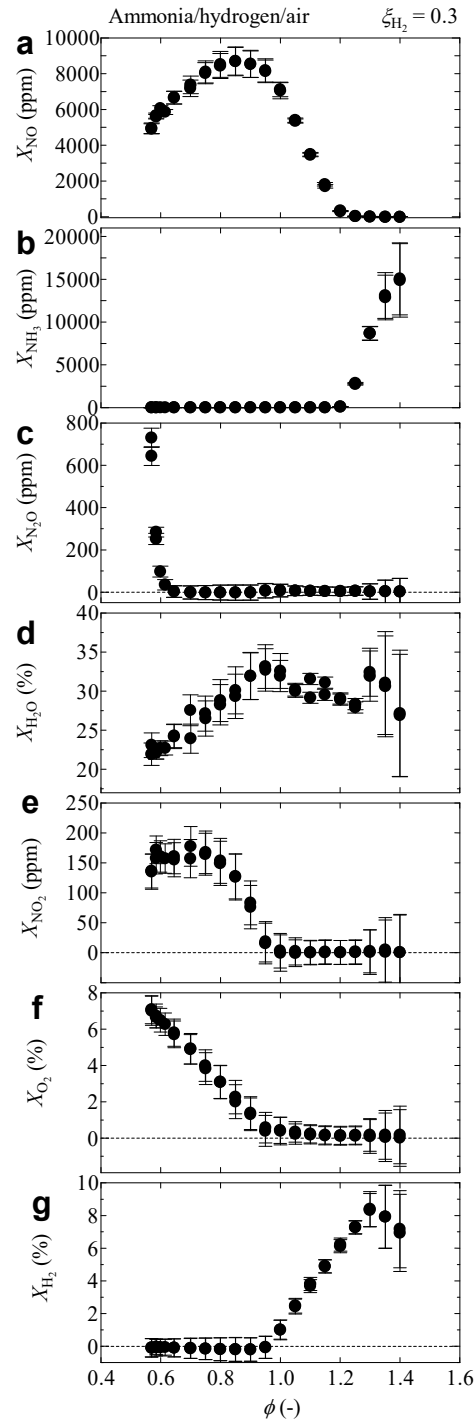 Ammonia/hydrogen/air ξH₂ = 0.3
a
XNO (ppm)
10000
8000
6000
4000
2000
0
b
XNH₃ (ppm)
20000
15000
10000
5000
0
c
XN₂O (ppm)
800
600
400
200
0
d
XH₂O (%)
40
35
30
25
20
e
XNO₂ (ppm)
250
200
150
100
50
0
f
XO₂ (%)
8
6
4
2
0
g
XH₂ (%)
10
8
6
4
2
0
0.4 0.6 0.8 1.0 1.2 1.4 1.6
ϕ (-)